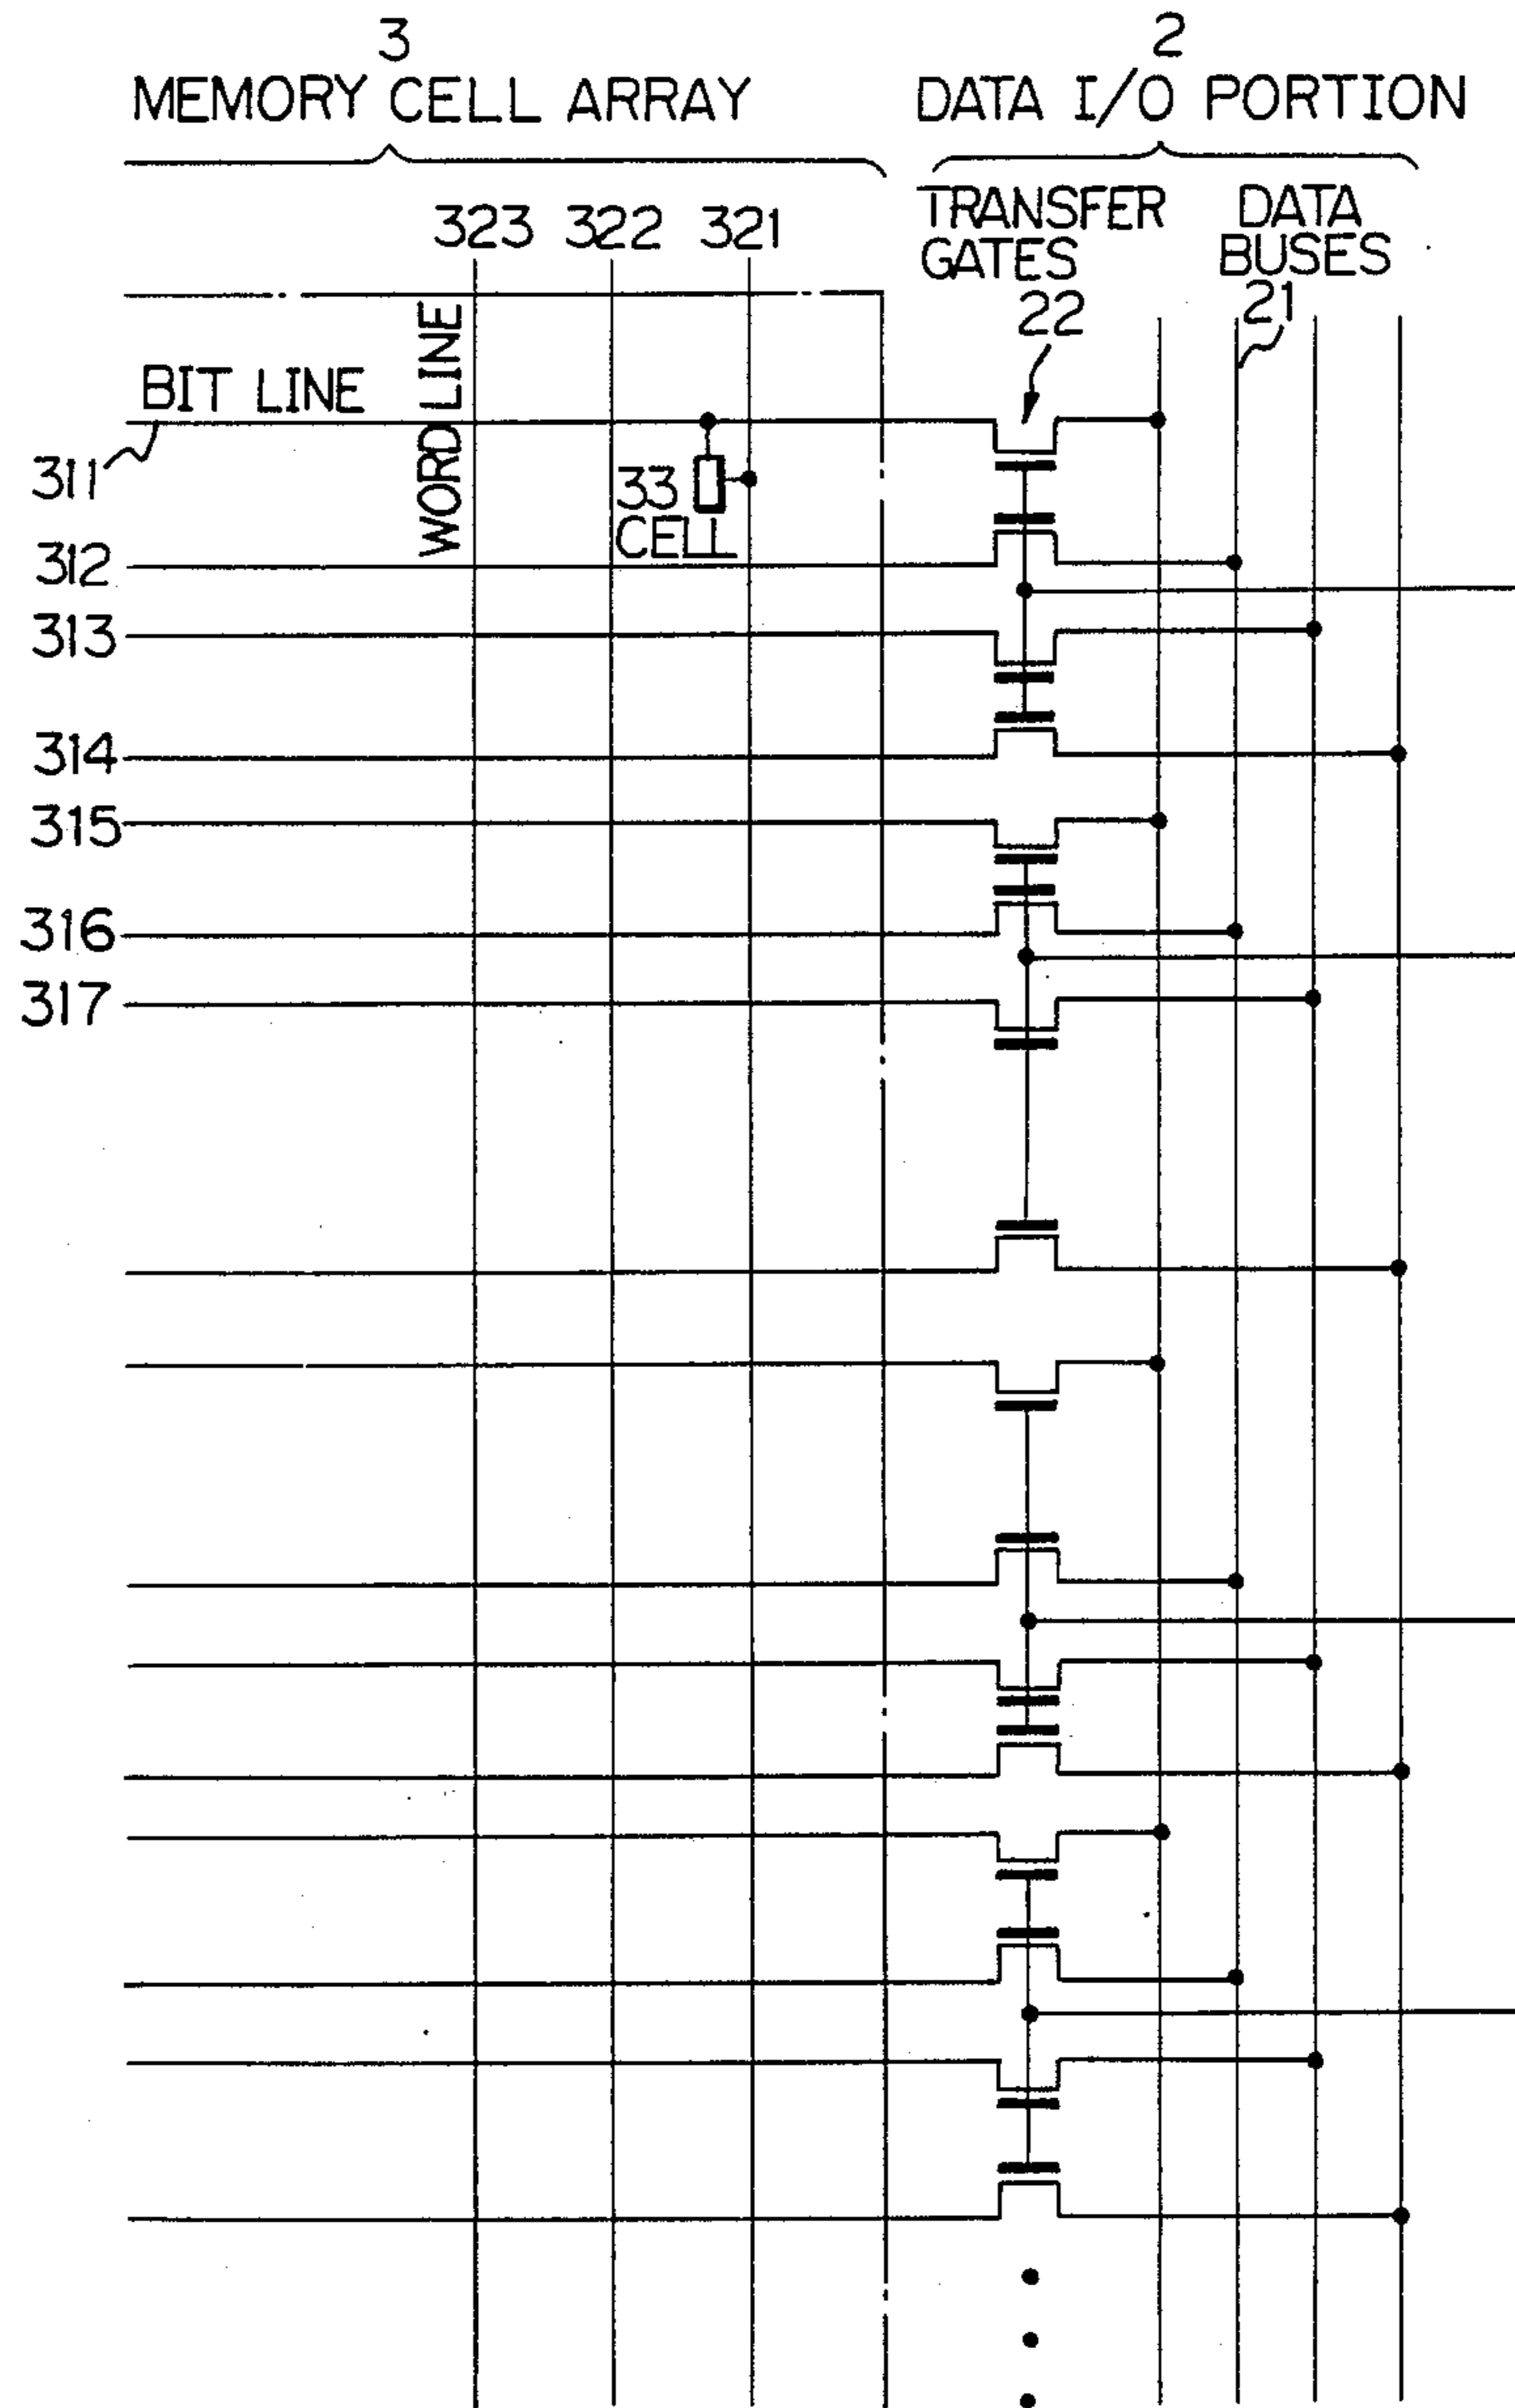 3
MEMORY CELL ARRAY
2
DATA I/O PORTION
323 322 321
TRANSFER
GATES
22
DATA
BUSES
21
WORD LINE
BIT LINE
311
33
CELL
312
313
314
315
316
317